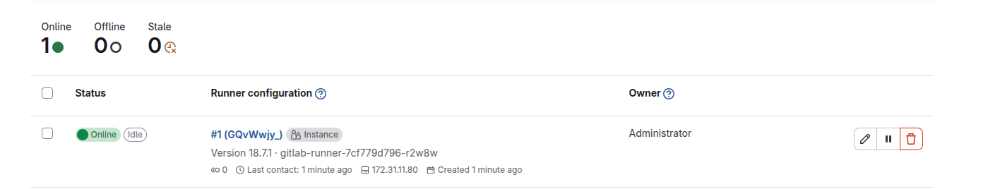 Online Offline Stale
1 0 0
Status Runner configuration Owner
Online Idle #1 (GQvWwjy_) Instance Administrator
Version 18.7.1 · gitlab-runner-7cf779d796-r2w8w
0 Last contact: 1 minute ago 172.31.11.80 Created 1 minute ago